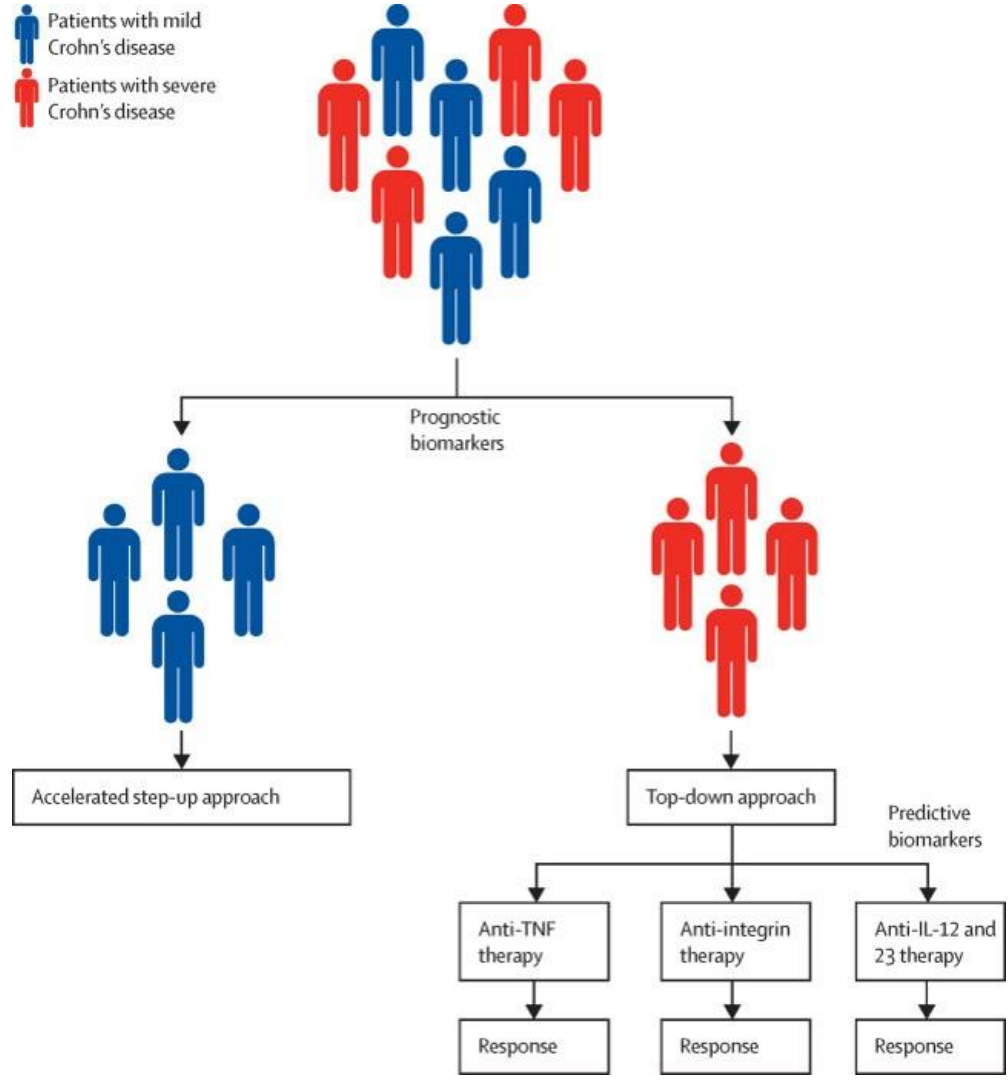 Patients with mild
Crohn's disease
Patients with severe
Crohn's disease
Prognostic
biomarkers
Accelerated step-up approach
Top-down approach
Predictive
biomarkers
Anti-TNF
therapy
Anti-integrin
therapy
Anti-IL-12 and
23 therapy
Response
Response
Response